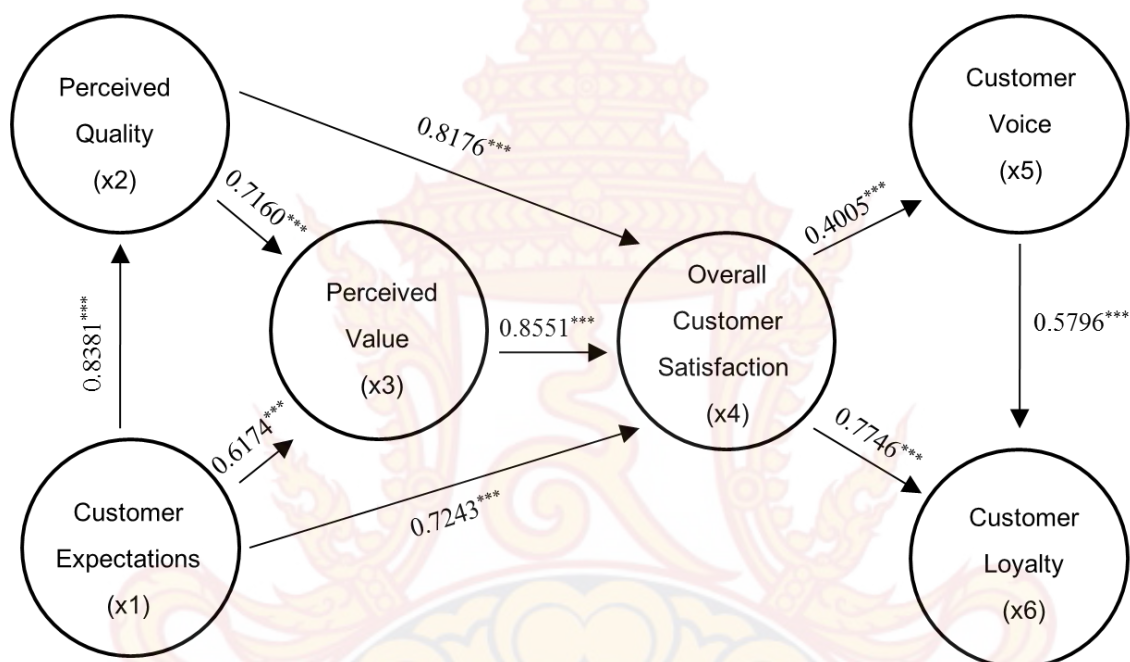 Perceived
Quality
(x2)
Customer
Voice
(x5)
0.8176***
0.7160***
0.4005***
Perceived
Value
(x3)
Overall
Customer
Satisfaction
(x4)
0.8381***
0.8551***
0.5796***
0.6174***
0.7243***
0.7746***
Customer
Expectations
(x1)
Customer
Loyalty
(x6)